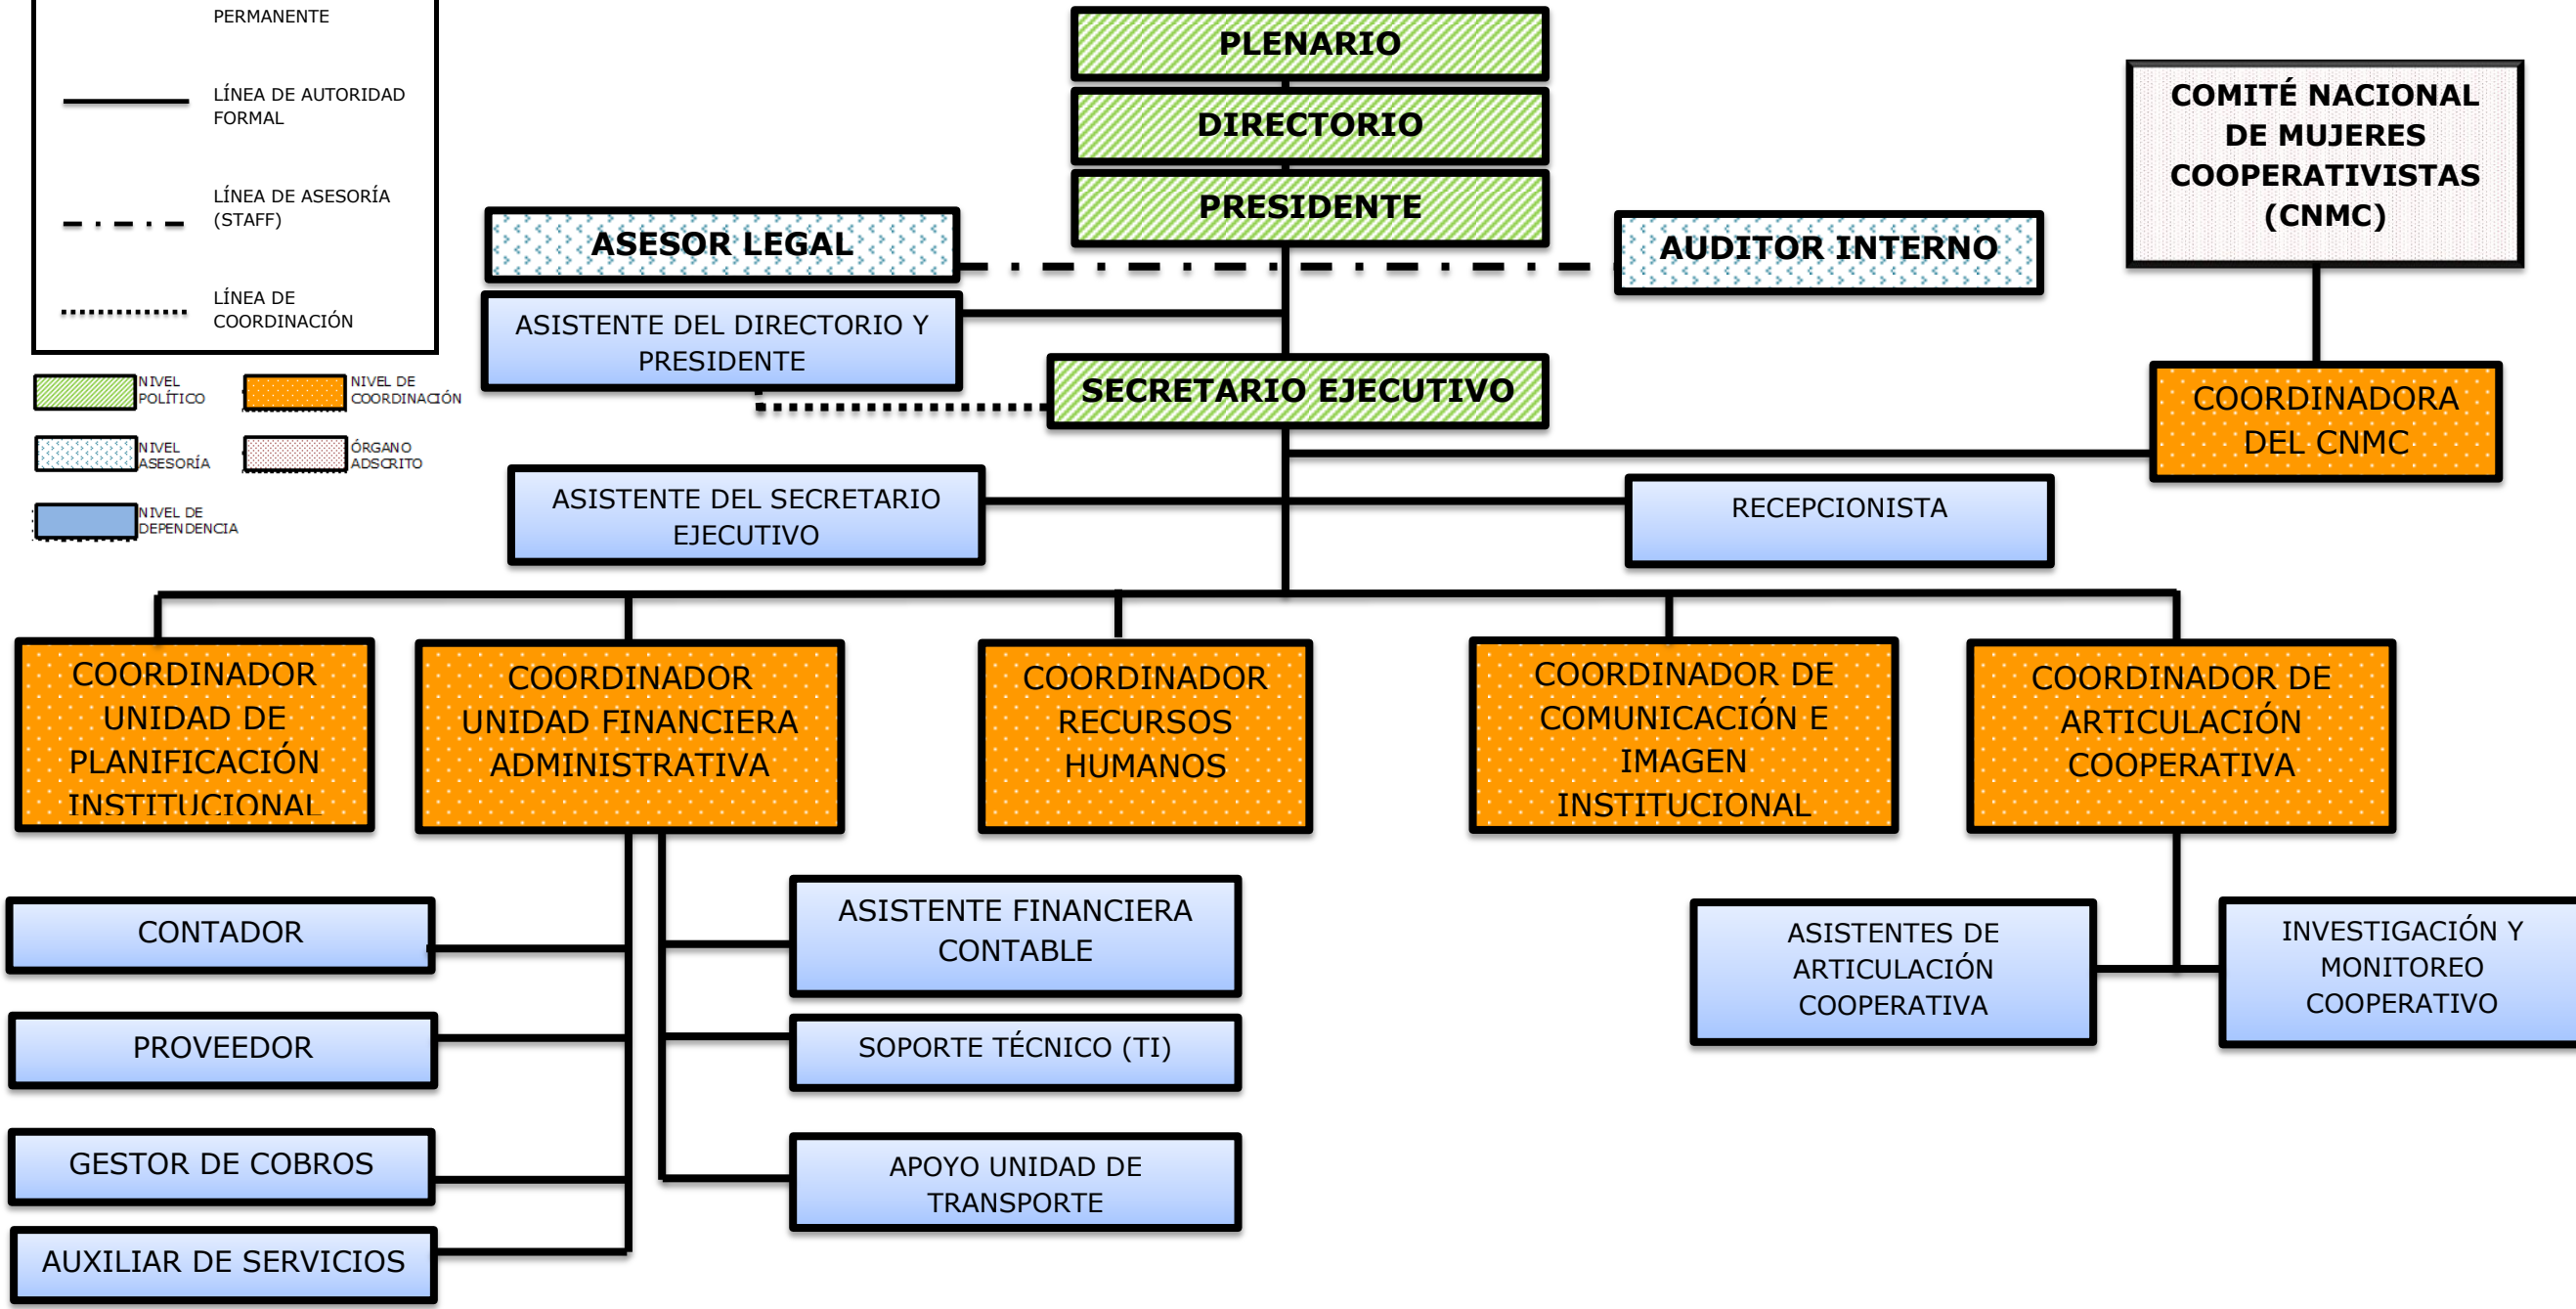 PERMANENTE
LÍNEA DE AUTORIDAD
FORMAL
LÍNEA DE ASESORÍA
(STAFF)
LÍNEA DE
COORDINACIÓN
NIVEL
POLÍTICO
NIVEL DE
COORDINACIÓN
NIVEL
ASESORÍA
ÓRGANO
ADSCRITO
NIVEL DE
DEPENDENCIA
PLENARIO
DIRECTORIO
PRESIDENTE
ASESOR LEGAL
AUDITOR INTERNO
COMITÉ NACIONAL
DE MUJERES
COOPERATIVISTAS
(CNMC)
ASISTENTE DEL DIRECTORIO Y
PRESIDENTE
SECRETARIO EJECUTIVO
COORDINADORA
DEL CNMC
ASISTENTE DEL SECRETARIO
EJECUTIVO
RECEPCIONISTA
COORDINADOR
UNIDAD DE
PLANIFICACIÓN
INSTITUCIONAL
COORDINADOR
UNIDAD FINANCIERA
ADMINISTRATIVA
COORDINADOR
RECURSOS
HUMANOS
COORDINADOR DE
COMUNICACIÓN E
IMAGEN
INSTITUCIONAL
COORDINADOR DE
ARTICULACIÓN
COOPERATIVA
CONTADOR
PROVEEDOR
GESTOR DE COBROS
AUXILIAR DE SERVICIOS
ASISTENTE FINANCIERA
CONTABLE
SOPORTE TÉCNICO (TI)
APOYO UNIDAD DE
TRANSPORTE
ASISTENTES DE
ARTICULACIÓN
COOPERATIVA
INVESTIGACIÓN Y
MONITOREO
COOPERATIVO